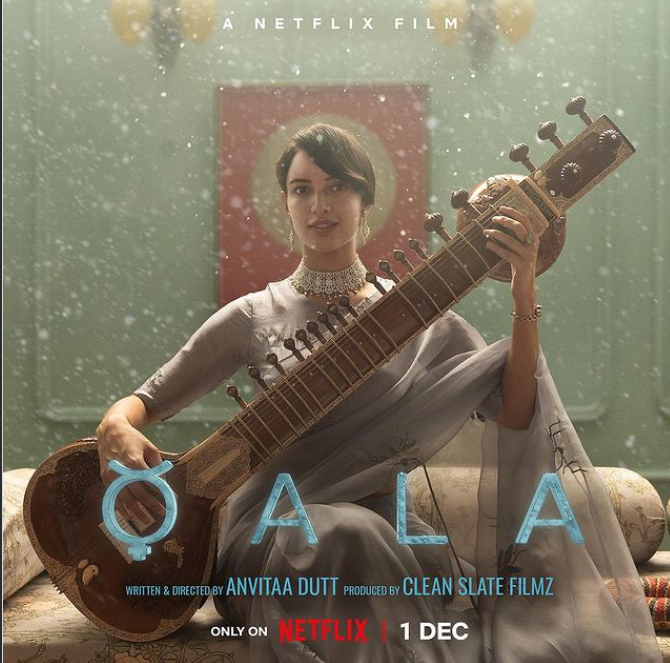 A NETFLIX FILM
QALA
WRITTEN & DIRECTED BY ANVITAA DUTT PRODUCED BY CLEAN SLATE FILMZ
ONLY ON NETFLIX | 1 DEC